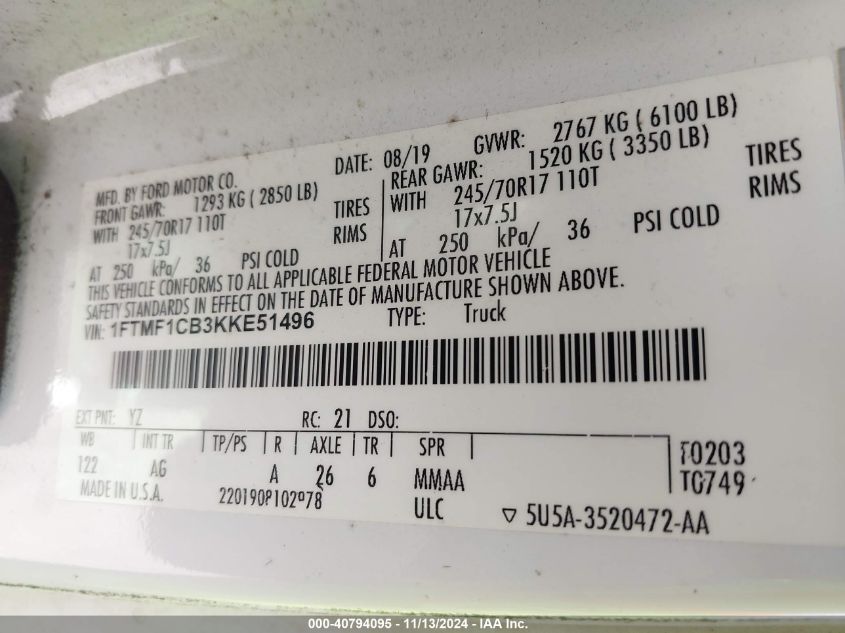 MFD. BY FORD MOTOR CO.
DATE: 08/19 GVWR: 2767 KG ( 6100 LB)
FRONT GAWR: 1293 KG ( 2850 LB) REAR GAWR: 1520 KG ( 3350 LB)
WITH 245/70R17 110T TIRES WITH 245/70R17 110T TIRES
17x7.5J RIMS 17x7.5J RIMS
AT 250 kPa/ 36 PSI COLD AT 250 kPa/ 36 PSI COLD
THIS VEHICLE CONFORMS TO ALL APPLICABLE FEDERAL MOTOR VEHICLE
SAFETY STANDARDS IN EFFECT ON THE DATE OF MANUFACTURE SHOWN ABOVE.
VIN: 1FTMF1CB3KKE51496 TYPE: Truck
EXT PNT: YZ RC: 21 DSO:
WB INT TR TP/PS R AXLE TR SPR
122 AG A 26 6 MMAA
T0203
TC749
MADE IN U.S.A. ULC
▽ 5U5A-3520472-AA
000-40794095 - 11/13/2024 - IAA Inc.